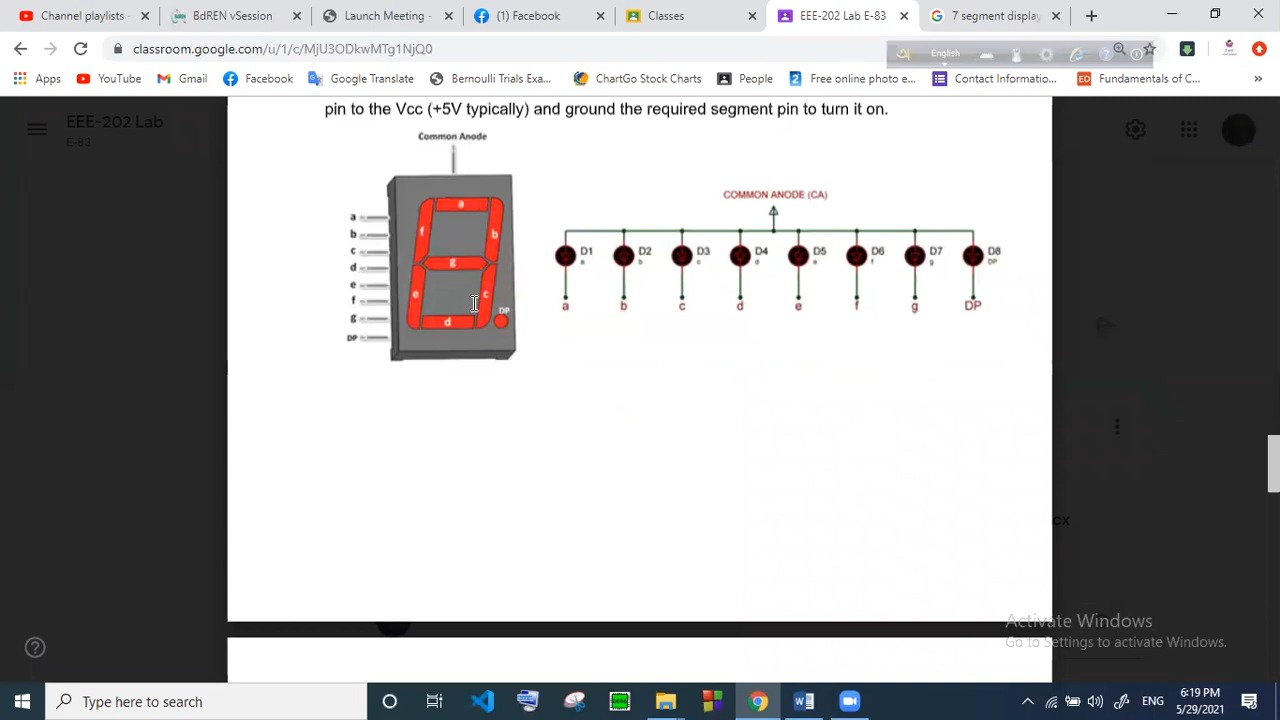 Channel playlists -
BdREN vSession
Launch Meeting -
(1) Facebook
Classes
EEE-202 Lab E-83
7 segment display
classroom.google.com/u/1/c/MjU3ODkwMTg1NjQ0
English
Apps
YouTube
Gmail
Facebook
Google Translate
Bernoulli Trials Exa...
ChartGo Stock Charts
People
Free online photo e...
Contact Informatio...
Fundamentals of C...
EEE-202 Lab
E-83
pin to the Vcc (+5V typically) and ground the required segment pin to turn it on.
Common Anode
a
b
c
d
e
f
g
DP
a
f
b
g
e
c
d
DP
COMMON ANODE (CA)
D1
a
D2
b
D3
c
D4
d
D5
e
D6
f
D7
g
D8
DP
a b c d e f g DP
cx
Activate Windows
Go to Settings to activate Windows.
Type here to search
ENG
6:19 PM
5/29/2021